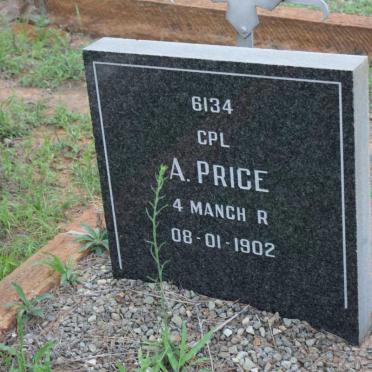 6134
CPL
A. PRICE
4 MANCH R
08-01-1902